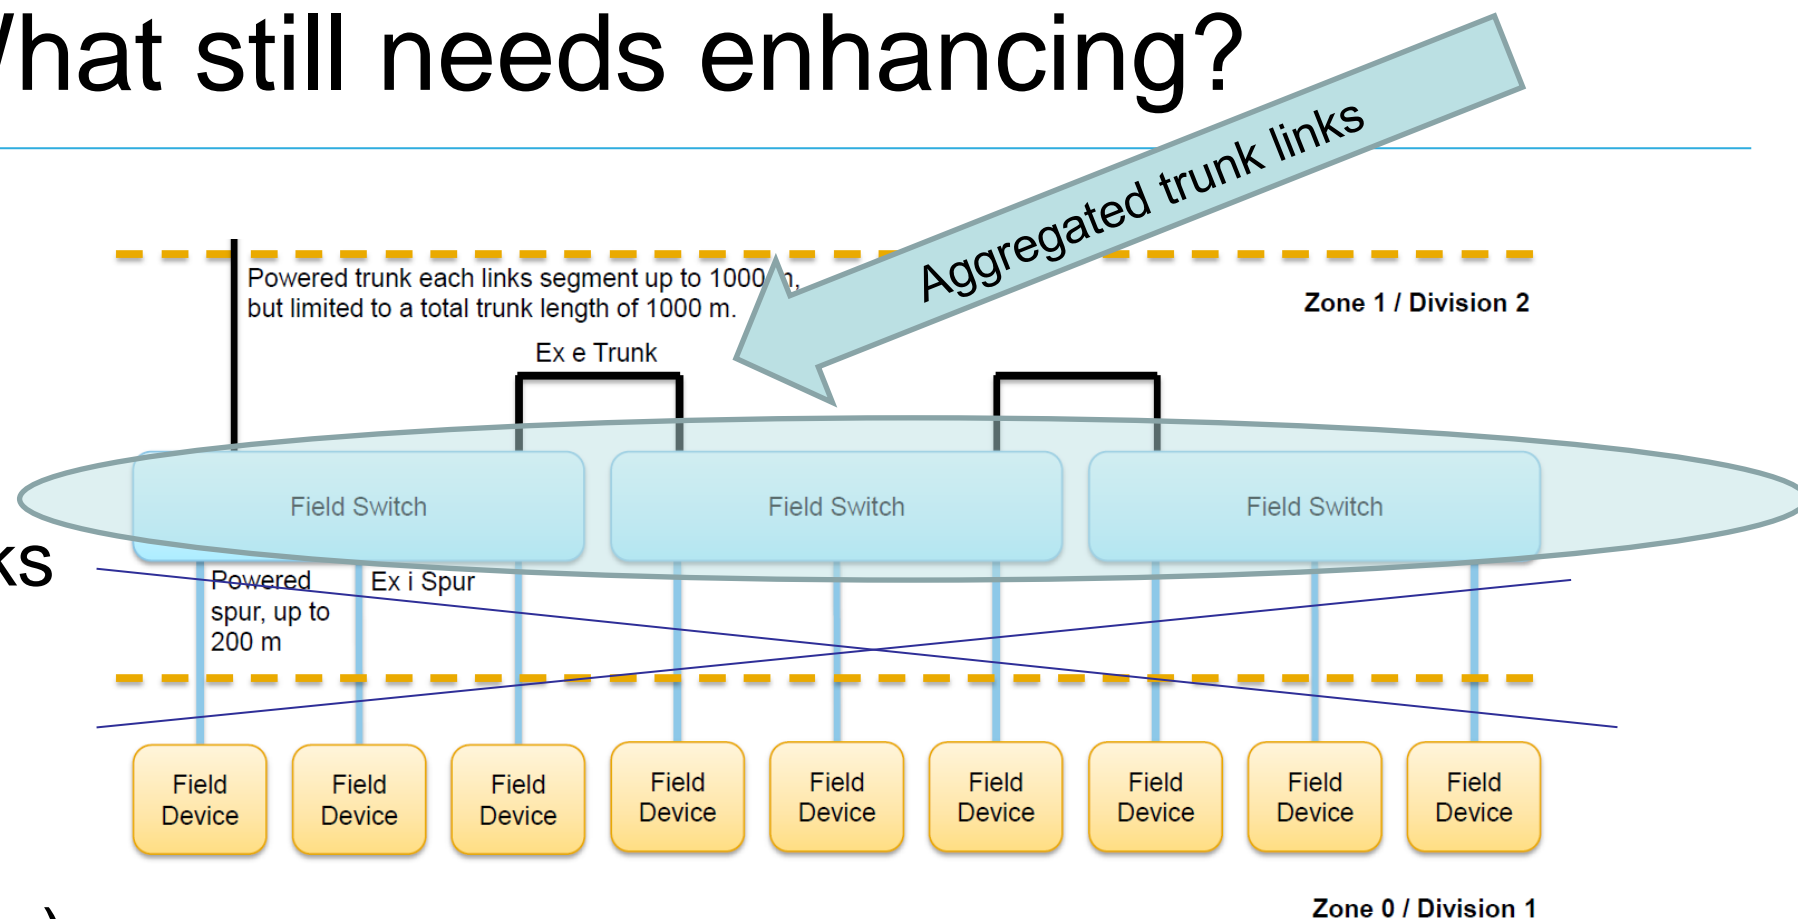 What still needs enhancing?
Aggregated trunk links
Powered trunk each links segment up to 1000 m,
but limited to a total trunk length of 1000 m.
Zone 1 / Division 2
Ex e Trunk
Field Switch
Field Switch
Field Switch
ks
Powered
spur, up to
200 m
Ex i Spur
Field
Device
Field
Device
Field
Device
Field
Device
Field
Device
Field
Device
Field
Device
Field
Device
Field
Device
Zone 0 / Division 1
)